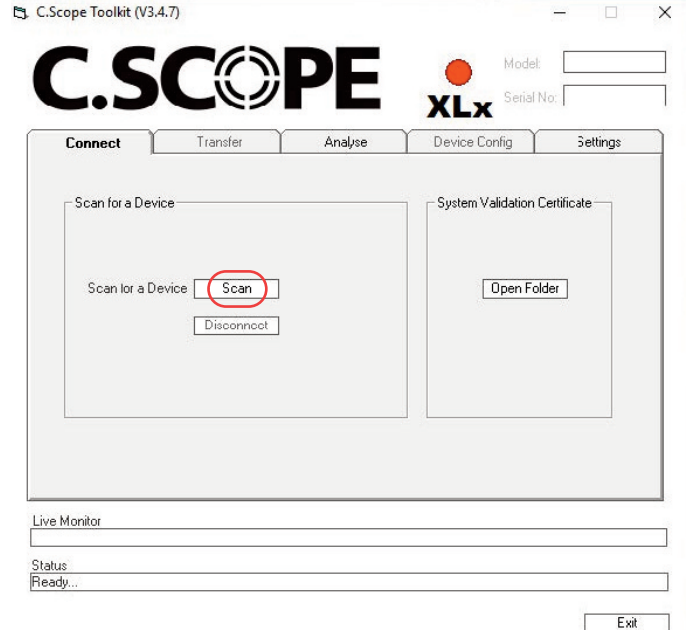 C.Scope Toolkit (V3.4.7)
C.SCOPE
XLx
Model:
Serial No:
Connect
Transfer
Analyse
Device Config
Settings
Scan for a Device
System Validation Certificate
Scan for a Device
Scan
Open Folder
Disconnect
Live Monitor
Status
Ready...
Exit